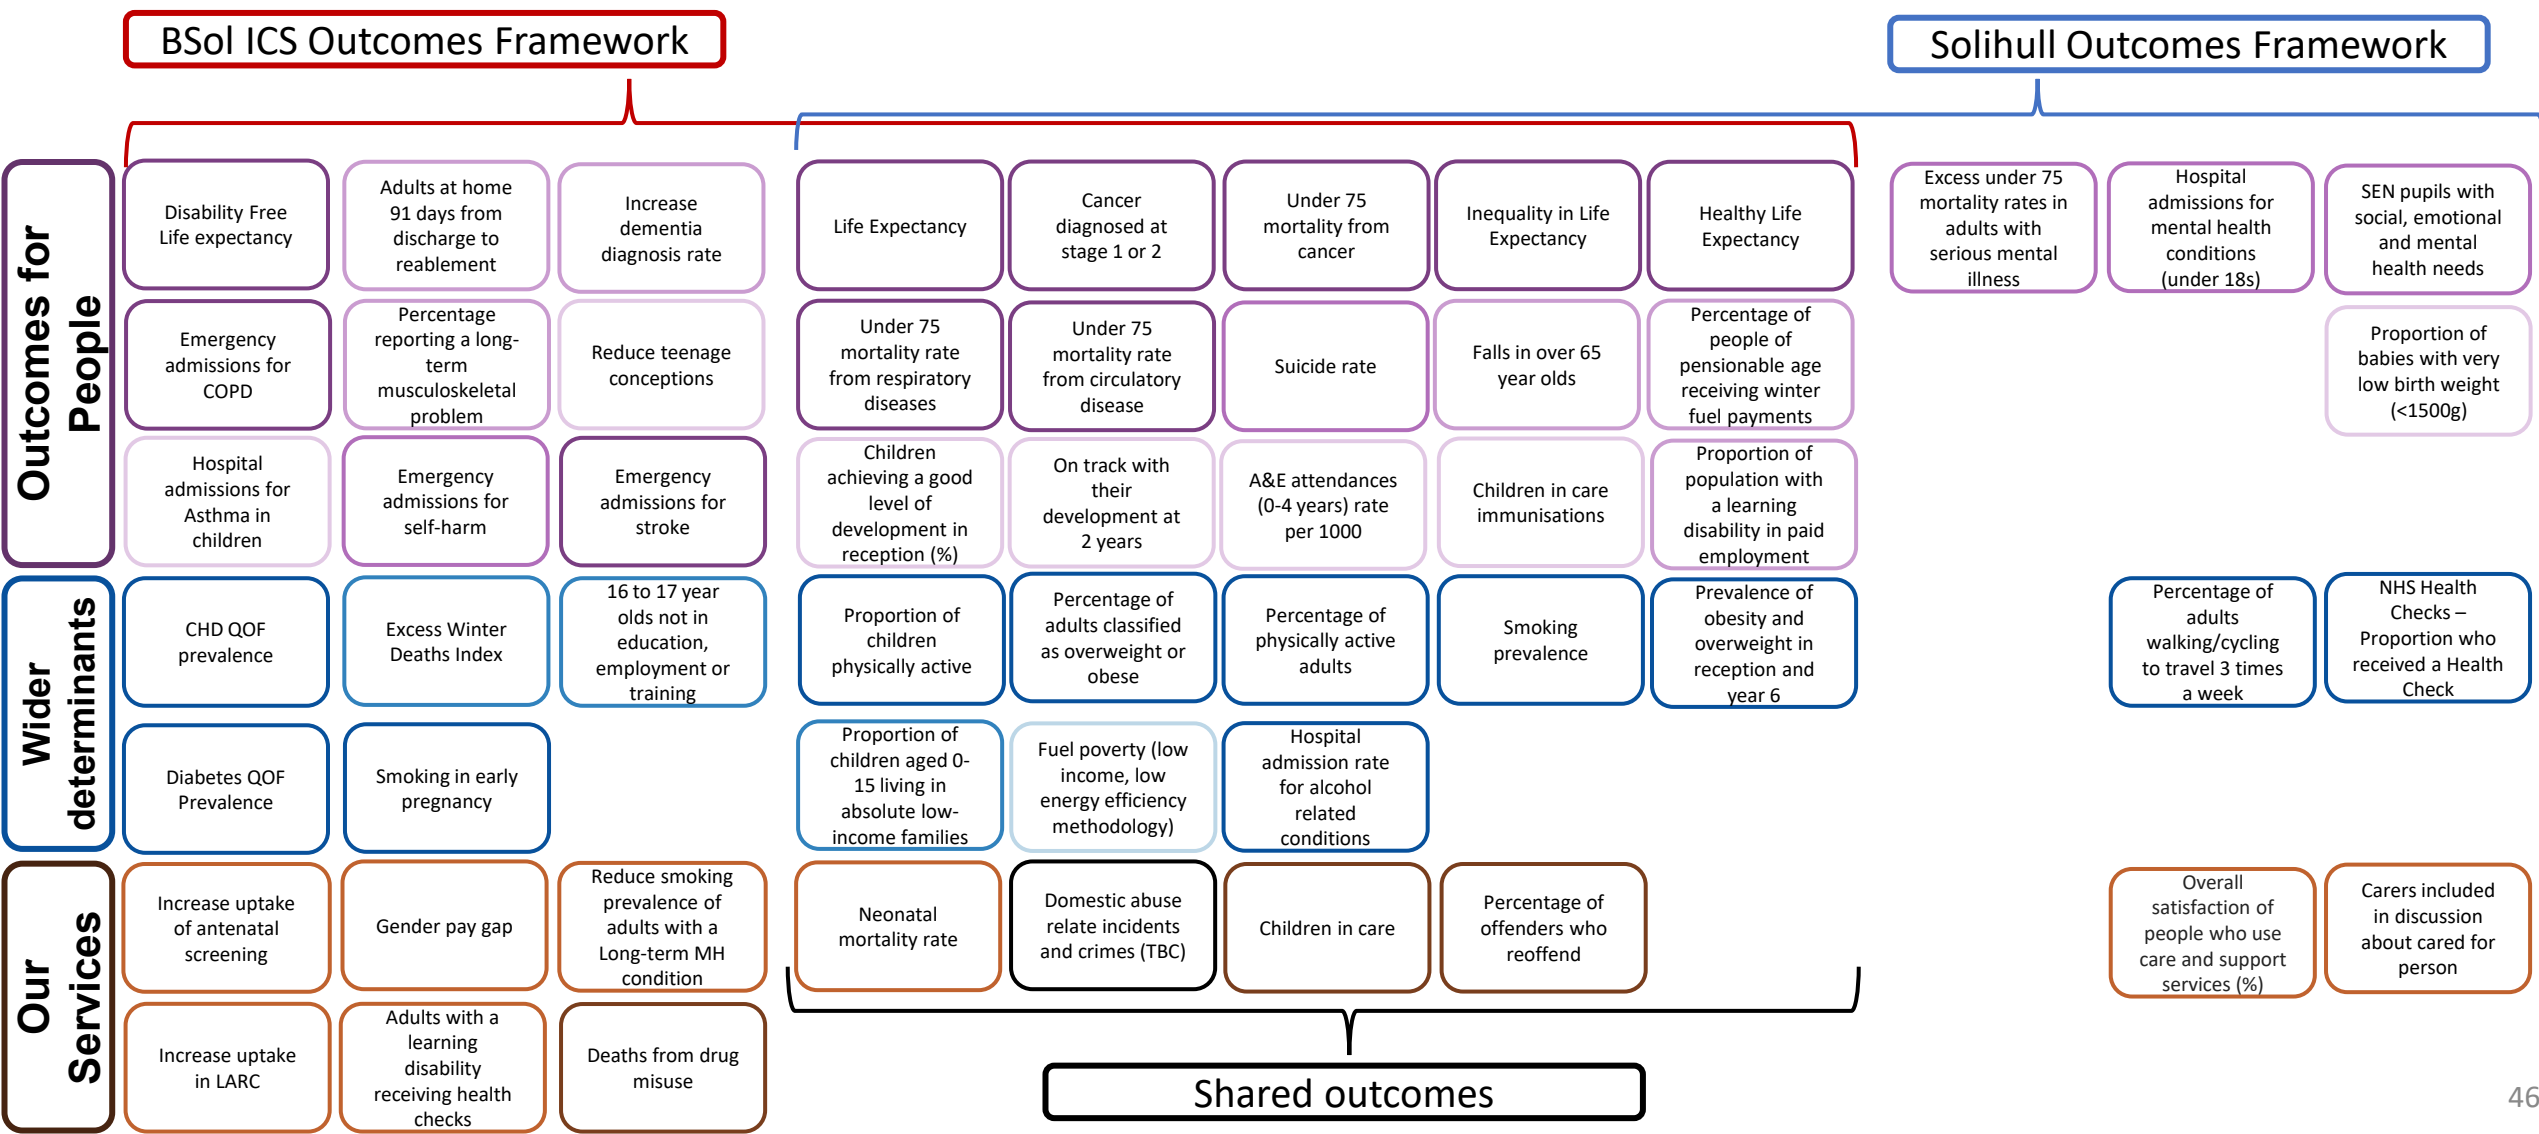 BSol ICS Outcomes Framework
Solihull Outcomes Framework
Outcomes for
People
Disability Free
Life expectancy
Adults at home
91 days from
discharge to
reablement
Increase
dementia
diagnosis rate
Life Expectancy
Cancer
diagnosed at
stage 1 or 2
Under 75
mortality from
cancer
Inequality in Life
Expectancy
Healthy Life
Expectancy
Excess under 75
mortality rates in
adults with
serious mental
illness
Hospital
admissions for
mental health
conditions
(under 18s)
SEN pupils with
social, emotional
and mental
health needs
Emergency
admissions for
COPD
Percentage
reporting a long-
term
musculoskeletal
problem
Reduce teenage
conceptions
Under 75
mortality rate
from respiratory
diseases
Under 75
mortality rate
from circulatory
disease
Suicide rate
Falls in over 65
year olds
Percentage of
people of
pensionable age
receiving winter
fuel payments
Proportion of
babies with very
low birth weight
(<1500g)
Hospital
admissions for
Asthma in
children
Emergency
admissions for
self-harm
Emergency
admissions for
stroke
Children
achieving a good
level of
development in
reception (%)
On track with
their
development at
2 years
A&E attendances
(0-4 years) rate
per 1000
Children in care
immunisations
Proportion of
population with
a learning
disability in paid
employment
Wider
determinants
CHD QOF
prevalence
Excess Winter
Deaths Index
16 to 17 year
olds not in
education,
employment or
training
Proportion of
children
physically active
Percentage of
adults classified
as overweight or
obese
Percentage of
physically active
adults
Smoking
prevalence
Prevalence of
obesity and
overweight in
reception and
year 6
Percentage of
adults
walking/cycling
to travel 3 times
a week
NHS Health
Checks –
Proportion who
received a Health
Check
Diabetes QOF
Prevalence
Smoking in early
pregnancy
Proportion of
children aged 0-
15 living in
absolute low-
income families
Fuel poverty (low
income, low
energy efficiency
methodology)
Hospital
admission rate
for alcohol
related
conditions
Our
Services
Increase uptake
of antenatal
screening
Gender pay gap
Reduce smoking
prevalence of
adults with a
Long-term MH
condition
Neonatal
mortality rate
Domestic abuse
relate incidents
and crimes (TBC)
Children in care
Percentage of
offenders who
reoffend
Overall
satisfaction of
people who use
care and support
services (%)
Carers included
in discussion
about cared for
person
Increase uptake
in LARC
Adults with a
learning
disability
receiving health
checks
Deaths from drug
misuse
Shared outcomes
46